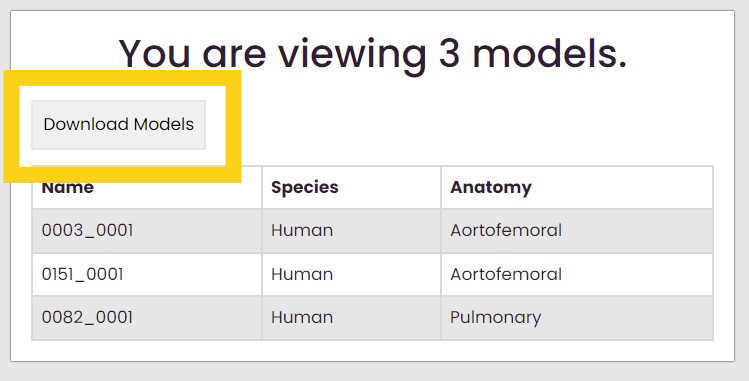 You are viewing 3 models.
Download Models
Name Species Anatomy
0003_0001 Human Aortofemoral
0151_0001 Human Aortofemoral
0082_0001 Human Pulmonary